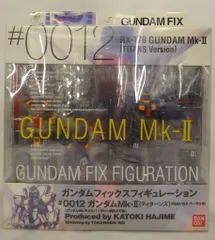 GUNDAM FIX
#0012
RX-178 GUNDAM Mk-II
[TITANS Version]
GUNDAM Mk-II
GUNDAM FIX FIGURATION
ガンダムフィックスフィギュレーション
#0012 ガンダムMk-II [ティターンズ]
Produced by KATOKI HAJIME
BANDAI